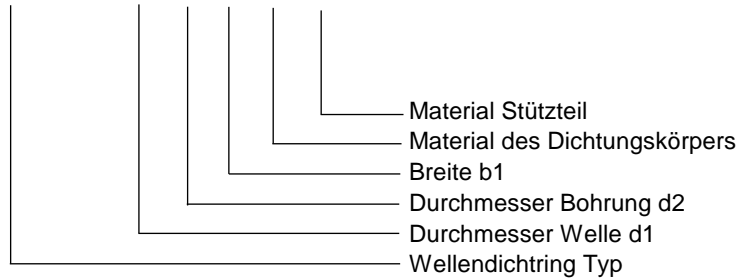 Material Stützteil
Material des Dichtungskörpers
Breite b1
Durchmesser Bohrung d2
Durchmesser Welle d1
Wellendichtring Typ